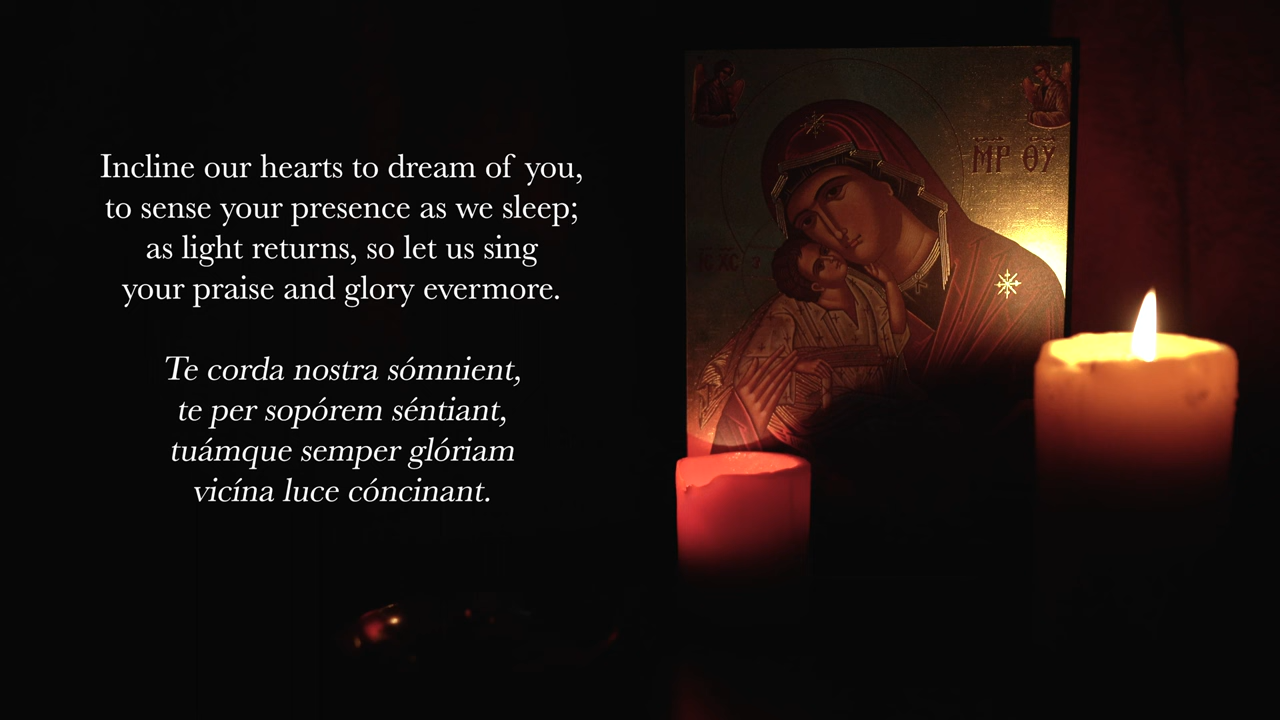 Incline our hearts to dream of you,
to sense your presence as we sleep;
as light returns, so let us sing
your praise and glory evermore.
Te corda nostra sómnient,
te per sopórem séntiant,
tuámque semper glóriam
vicína luce cóncinant.
ΜΡ ΘΥ